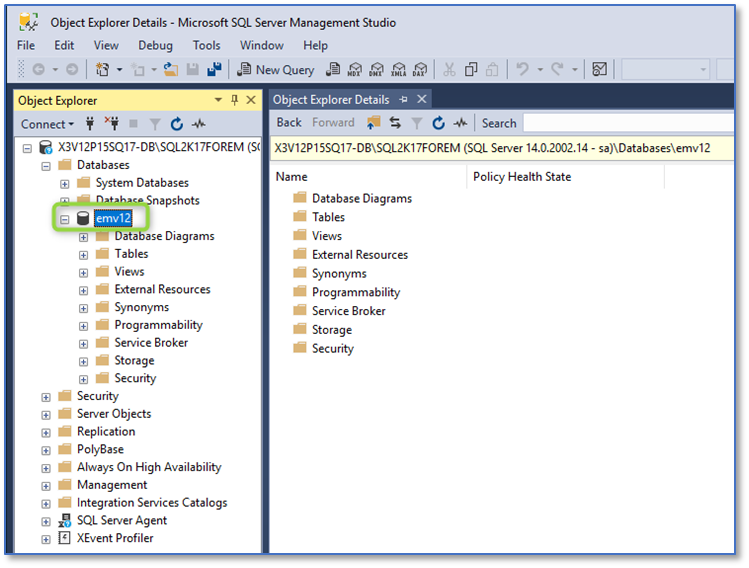 Object Explorer Details - Microsoft SQL Server Management Studio
File Edit View Debug Tools Window Help
New Query MDX DMX XMLA DAX
Object Explorer
Connect
X3V12P15SQ17-DB\SQL2K17FOREM (SQ
Databases
System Databases
Database Snapshots
emv12
Database Diagrams
Tables
Views
External Resources
Synonyms
Programmability
Service Broker
Storage
Security
Security
Server Objects
Replication
PolyBase
Always On High Availability
Management
Integration Services Catalogs
SQL Server Agent
XEvent Profiler
Object Explorer Details
Back Forward Search
X3V12P15SQ17-DB\SQL2K17FOREM (SQL Server 14.0.2002.14 - sa)\Databases\emv12
Name Policy Health State
Database Diagrams
Tables
Views
External Resources
Synonyms
Programmability
Service Broker
Storage
Security